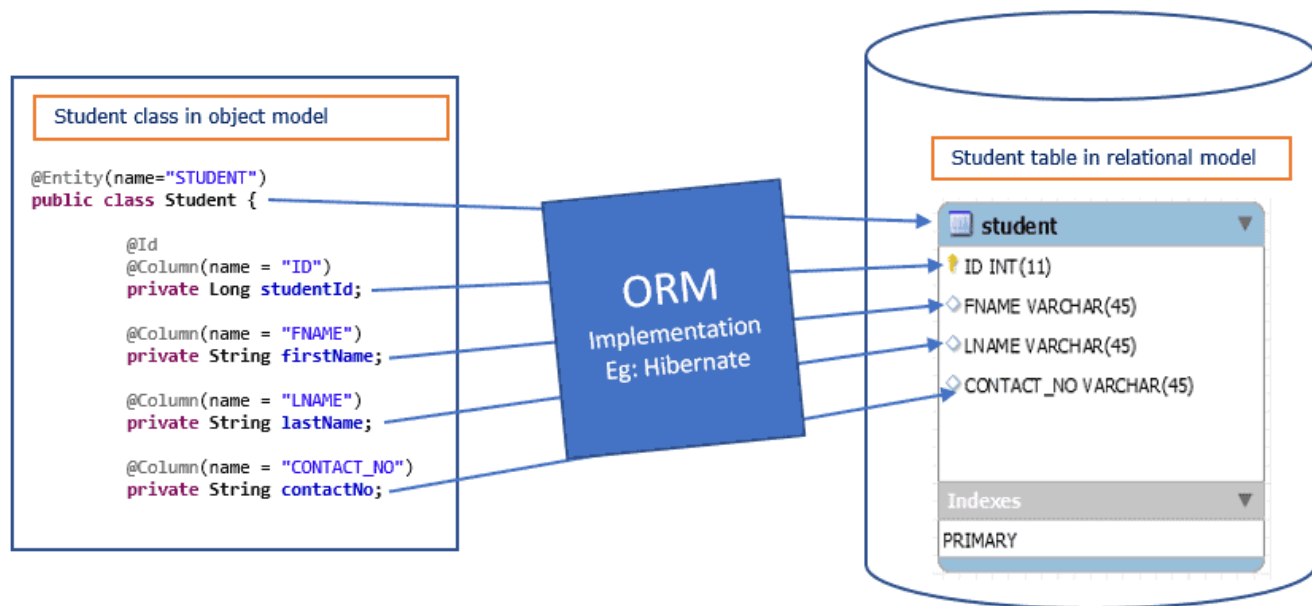 Student class in object model
@Entity(name="STUDENT")
public class Student {
@Id
@Column(name = "ID")
private Long studentId;
@Column(name = "FNAME")
private String firstName;
@Column(name = "LNAME")
private String lastName;
@Column(name = "CONTACT_NO")
private String contactNo;
ORM
Implementation
Eg: Hibernate
Student table in relational model
student
ID INT(11)
FNAME VARCHAR(45)
LNAME VARCHAR(45)
CONTACT_NO VARCHAR(45)
Indexes
PRIMARY